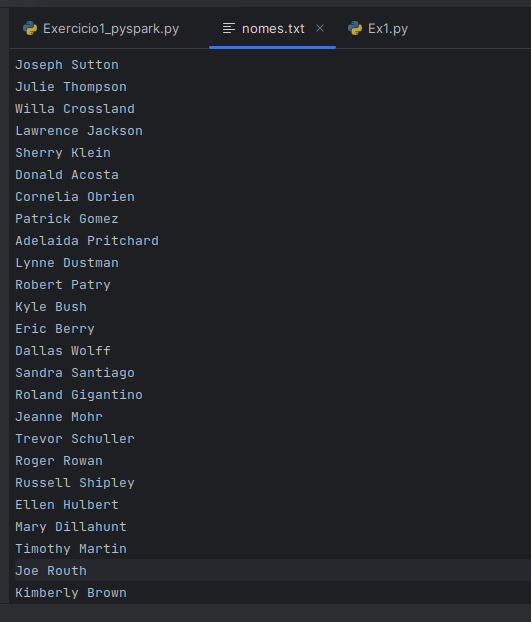 Exercicio1_pyspark.py nomes.txt Ex1.py
Joseph Sutton
Julie Thompson
Willa Crossland
Lawrence Jackson
Sherry Klein
Donald Acosta
Cornelia Obrien
Patrick Gomez
Adelaida Pritchard
Lynne Dustman
Robert Patry
Kyle Bush
Eric Berry
Dallas Wolff
Sandra Santiago
Roland Gigantino
Jeanne Mohr
Trevor Schuller
Roger Rowan
Russell Shipley
Ellen Hulbert
Mary Dillahunt
Timothy Martin
Joe Routh
Kimberly Brown